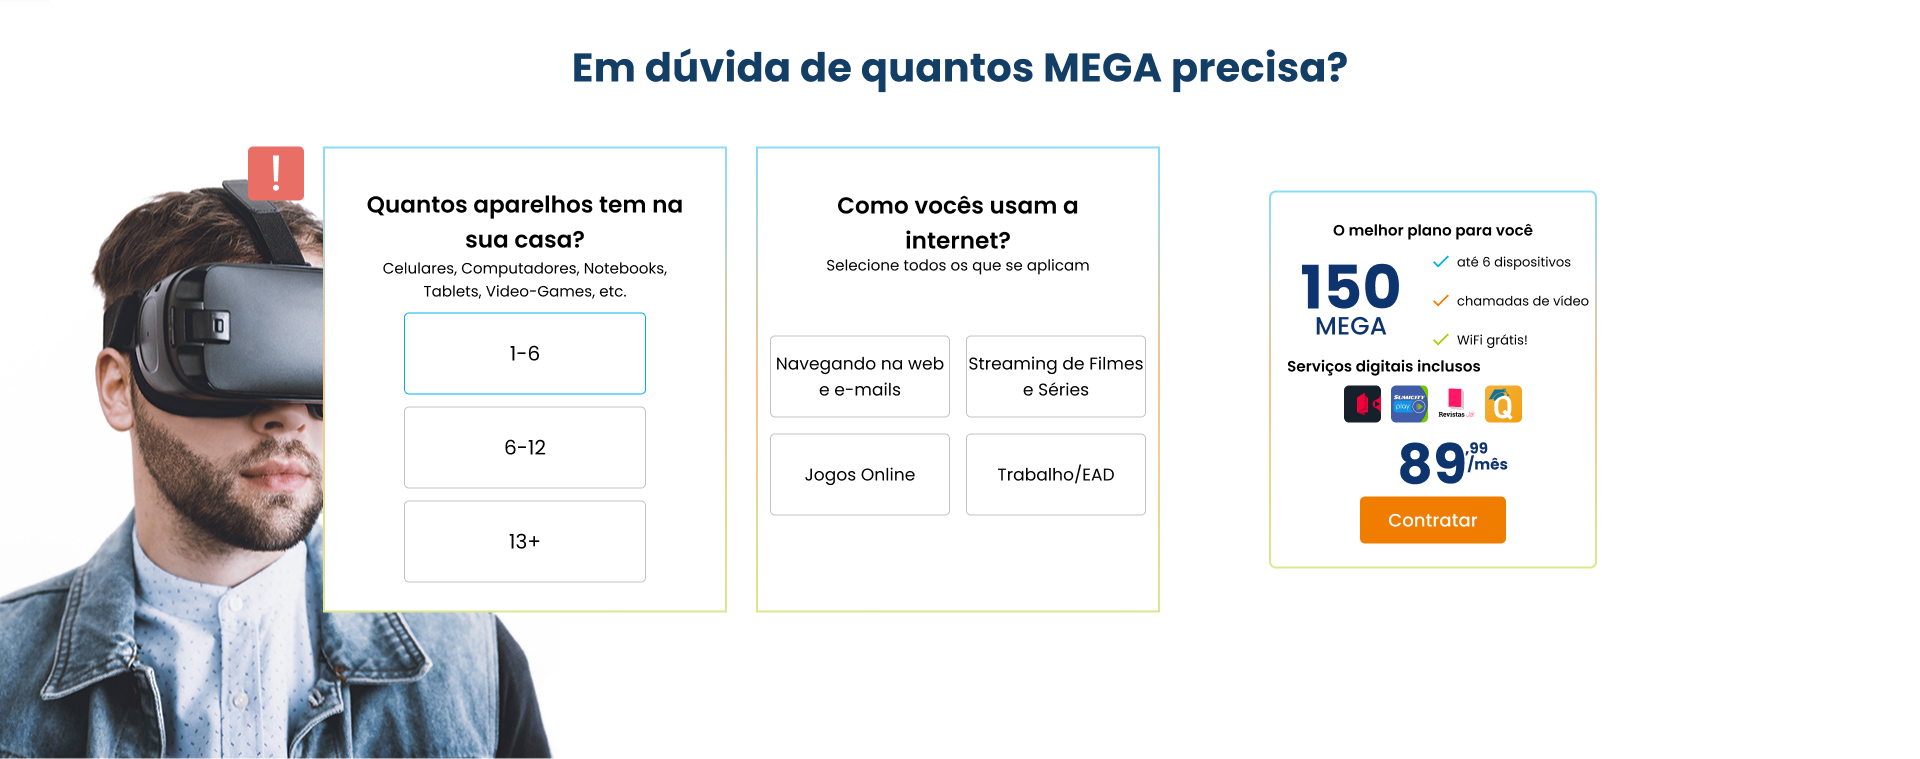 Em dúvida de quantos MEGA precisa?
!
Quantos aparelhos tem na
sua casa?
Celulares, Computadores, Notebooks,
Tablets, Video-Games, etc.
1-6
6-12
13+
Como vocês usam a
internet?
Selecione todos os que se aplicam
Navegando na web
e e-mails
Streaming de Filmes
e Séries
Jogos Online
Trabalho/EAD
O melhor plano para você
150
MEGA
até 6 dispositivos
chamadas de vídeo
WiFi grátis!
Serviços digitais inclusos
SUMICITY
play
Revistas
Q
89,99
/mês
Contratar